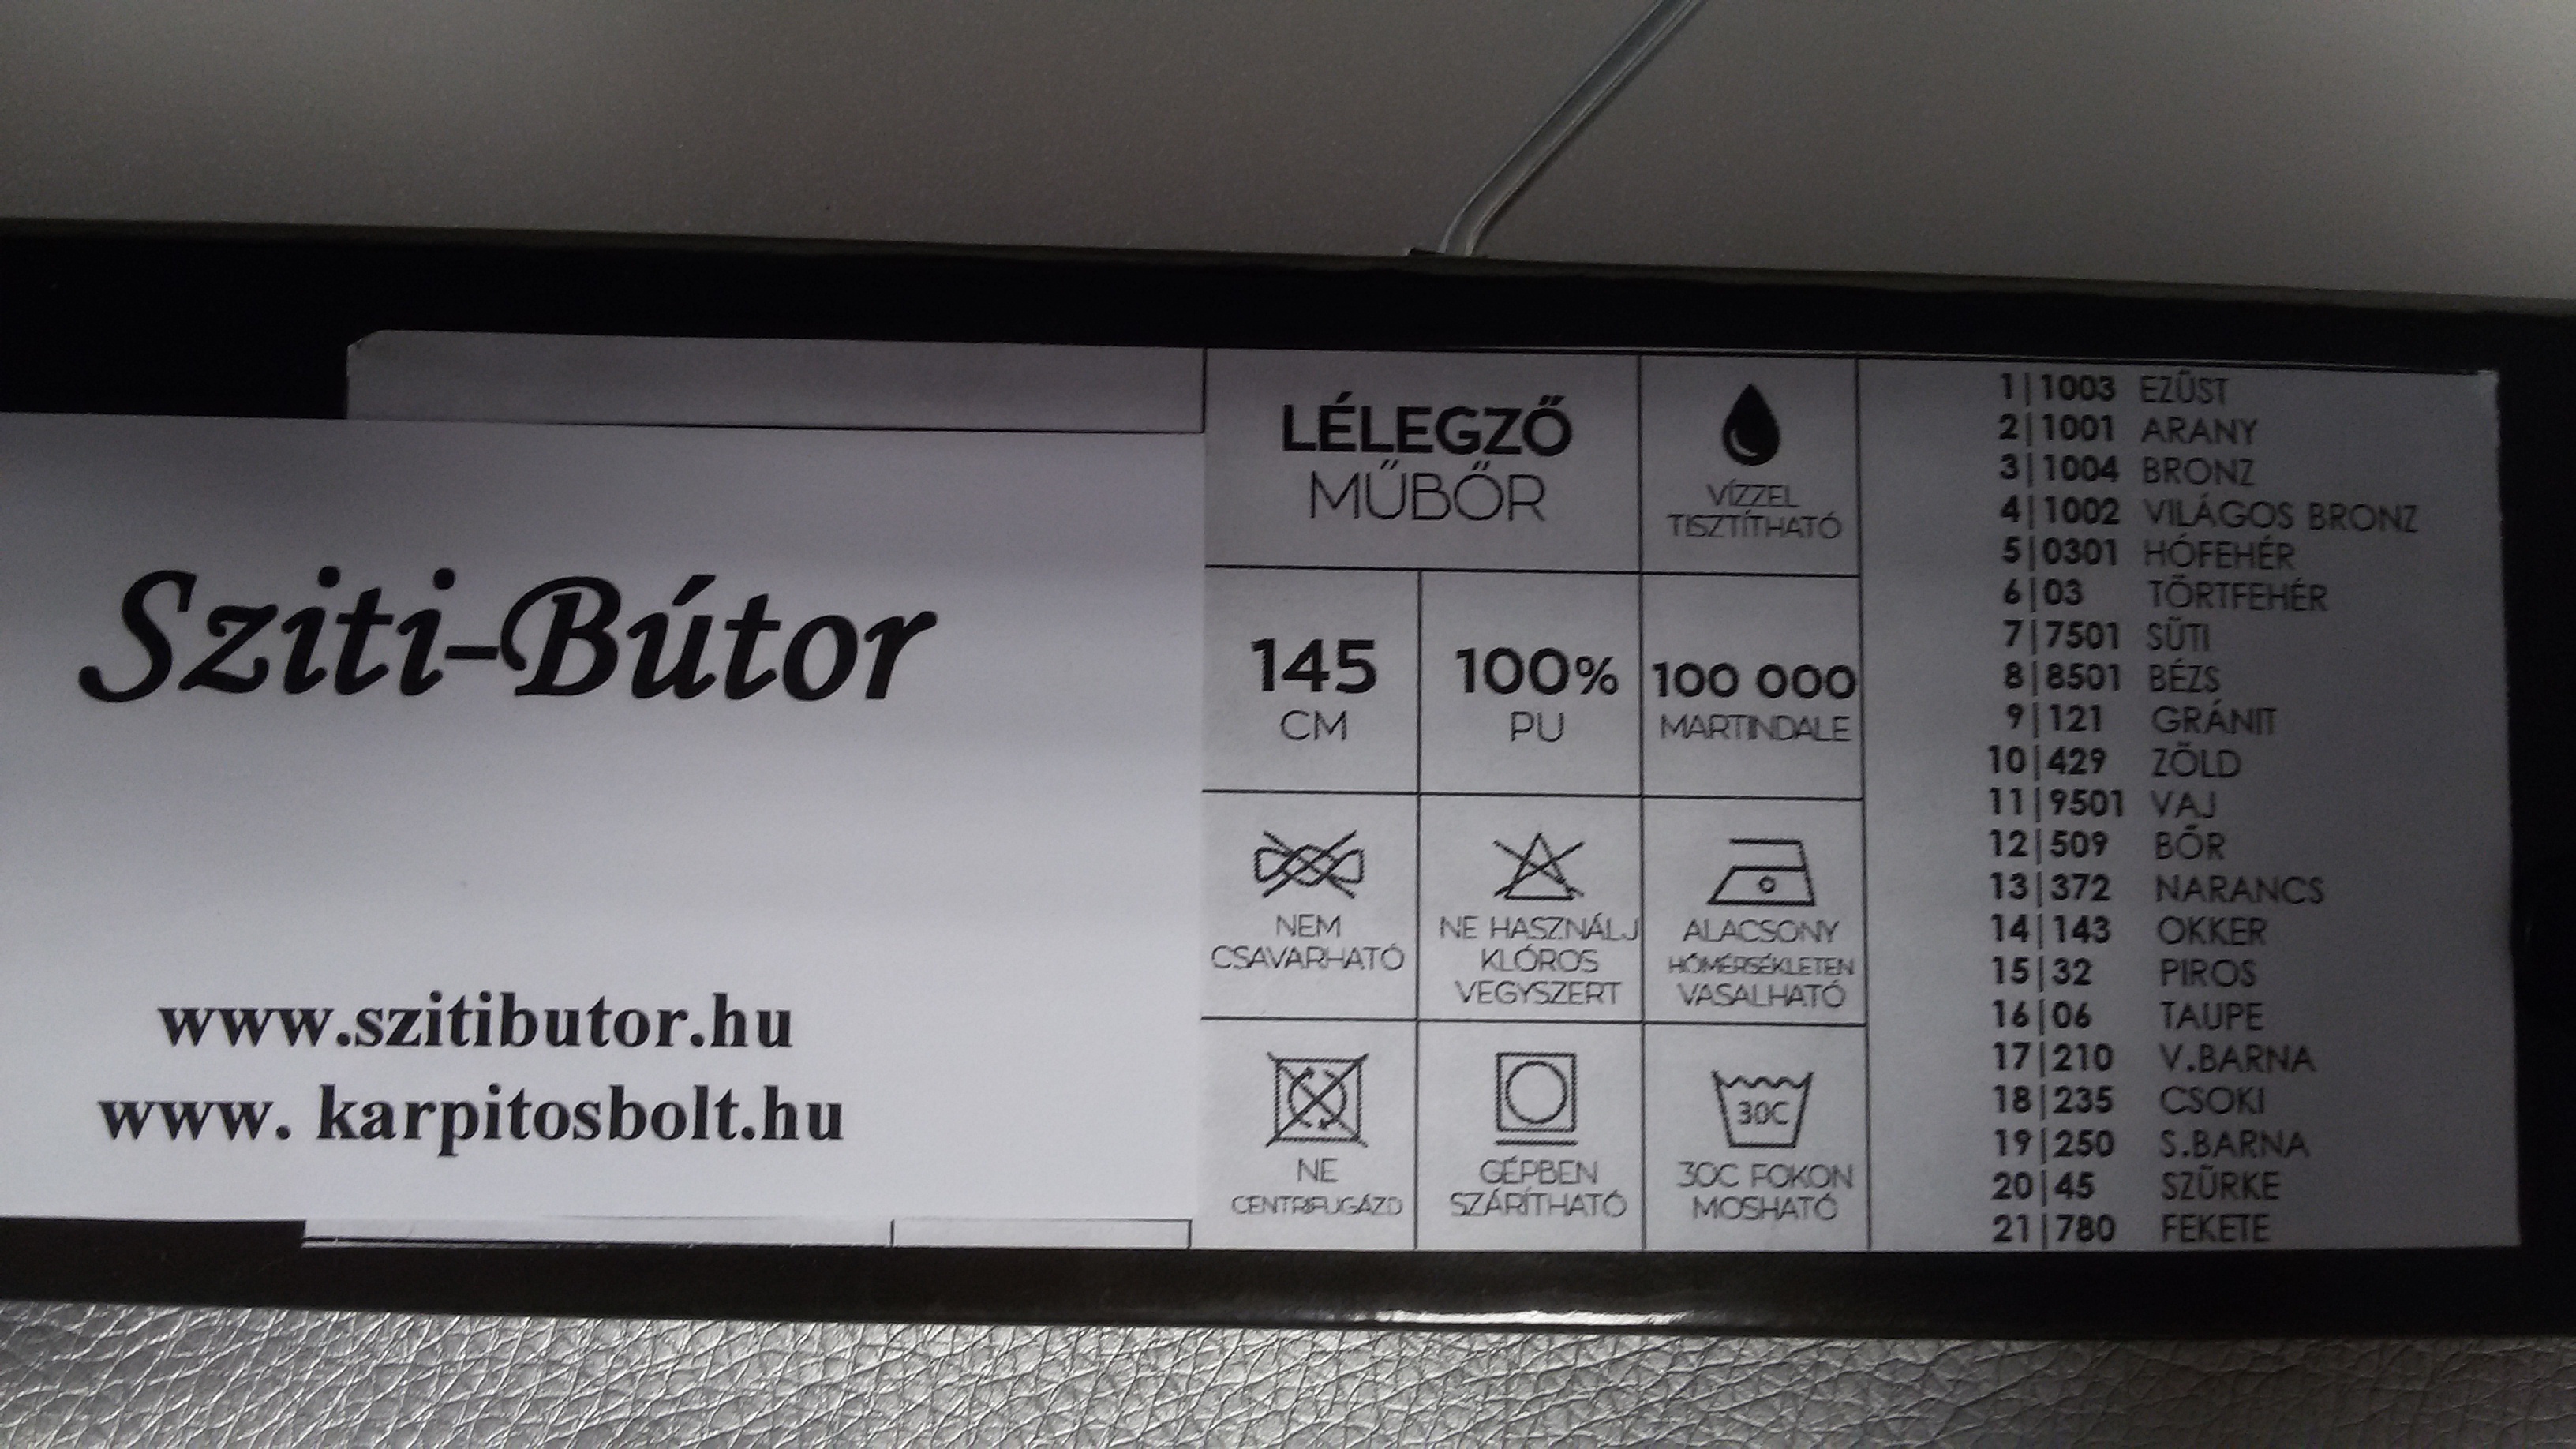 Sziti-Bútor
www.szitibutor.hu
www. karpitosbolt.hu
LÉLEGZŐ
MŰBŐR
VÍZZEL
TISZTÍTHATÓ
145
CM
100%
PU
100 000
MARTINDALE
NEM
CSAVARHATÓ
NE HASZNÁLJ
KLÓROS
VEGYSZERT
ALACSONY
HŐMÉRSÉKLETEN
VASALHATÓ
NE
CENTRIFUGÁZD
GÉPBEN
SZÁRÍTHATÓ
30C
30C FOKON
MOSHATÓ
1|1003 EZÜST
2|1001 ARANY
3|1004 BRONZ
4|1002 VILÁGOS BRONZ
5|0301 HÓFEHÉR
6|03 TÖRTFEHÉR
7|7501 SÜTI
8|8501 BÉZS
9|121 GRÁNIT
10|429 ZÖLD
11|9501 VAJ
12|509 BŐR
13|372 NARANCS
14|143 OKKER
15|32 PIROS
16|06 TAUPE
17|210 V.BARNA
18|235 CSOKI
19|250 S.BARNA
20|45 SZÜRKE
21|780 FEKETE